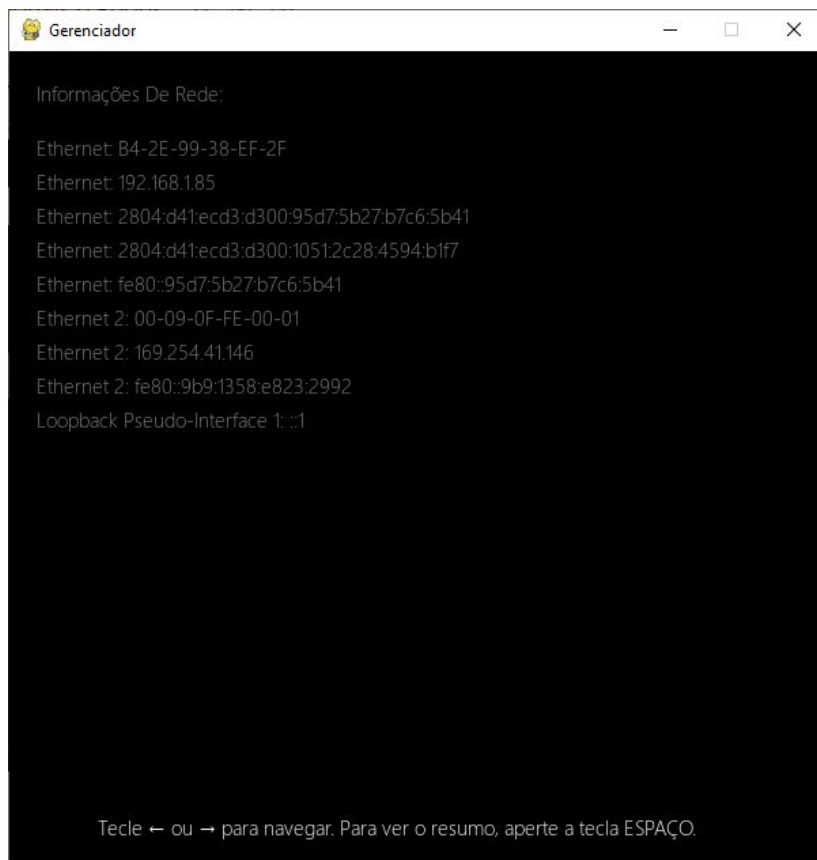 Gerenciador
Informações De Rede:
Ethernet: B4-2E-99-38-EF-2F
Ethernet: 192.168.1.85
Ethernet: 2804:d41:ecd3:d300:95d7:5b27:b7c6:5b41
Ethernet: 2804:d41:ecd3:d300:1051:2c28:4594:b1f7
Ethernet: fe80::95d7:5b27:b7c6:5b41
Ethernet 2: 00-09-0F-FE-00-01
Ethernet 2: 169.254.41.146
Ethernet 2: fe80::9b9:1358:e823:2992
Loopback Pseudo-Interface 1: ::1
Tecle ← ou → para navegar. Para ver o resumo, aperte a tecla ESPAÇO.